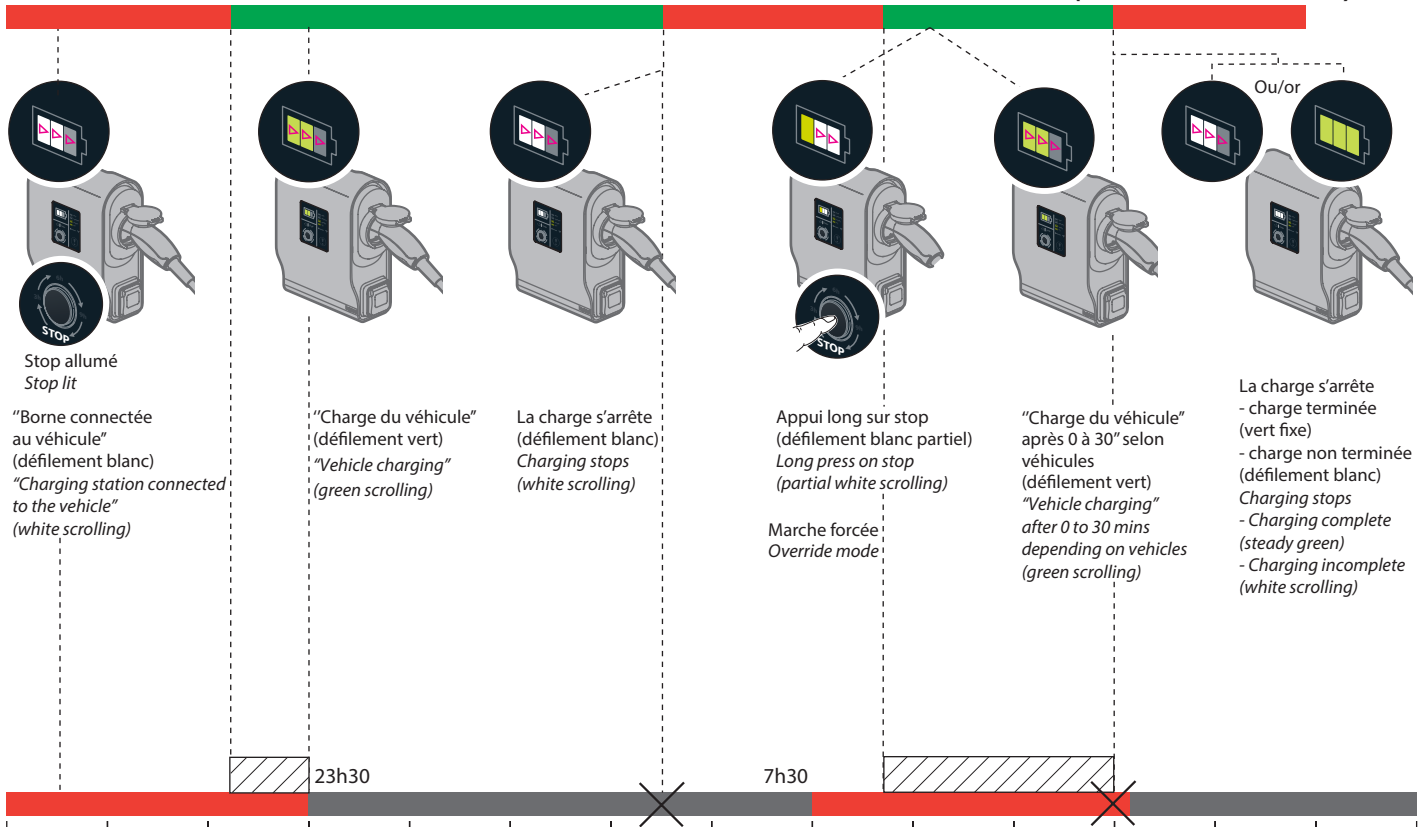 Ou/or
STOP
STOP
Stop allumé
Stop lit
"Borne connectée
au véhicule"
(défilement blanc)
“Charging station connected
to the vehicle”
(white scrolling)
"Charge du véhicule"
(défilement vert)
“Vehicle charging”
(green scrolling)
La charge s’arrête
(défilement blanc)
Charging stops
(white scrolling)
Appui long sur stop
(défilement blanc partiel)
Long press on stop
(partial white scrolling)
Marche forcée
Override mode
"Charge du véhicule"
après 0 à 30" selon
véhicules
(défilement vert)
“Vehicle charging”
after 0 to 30 mins
depending on vehicles
(green scrolling)
La charge s’arrête
- charge terminée
(vert fixe)
- charge non terminée
(défilement blanc)
Charging stops
- Charging complete
(steady green)
- Charging incomplete
(white scrolling)
23h30
7h30